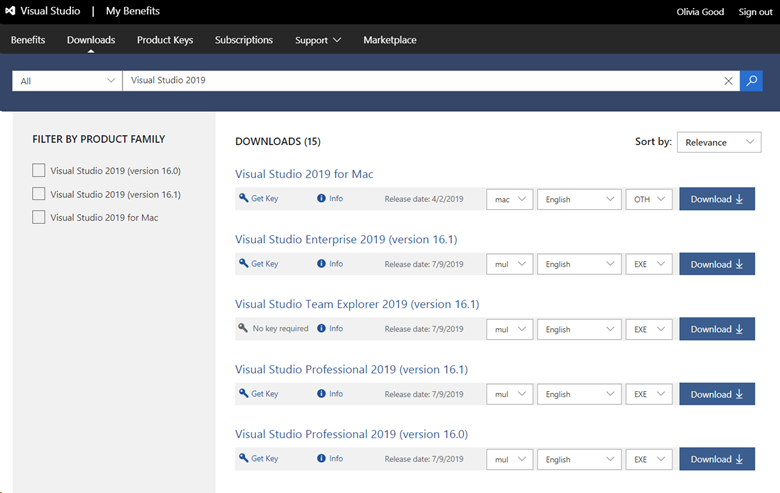 Visual Studio | My Benefits Olivia Good Sign out
Benefits Downloads Product Keys Subscriptions Support Marketplace
All Visual Studio 2019
FILTER BY PRODUCT FAMILY
Visual Studio 2019 (version 16.0)
Visual Studio 2019 (version 16.1)
Visual Studio 2019 for Mac
DOWNLOADS (15) Sort by: Relevance
Visual Studio 2019 for Mac
Get Key Info Release date: 4/2/2019 mac English OTH Download
Visual Studio Enterprise 2019 (version 16.1)
Get Key Info Release date: 7/9/2019 mul English EXE Download
Visual Studio Team Explorer 2019 (version 16.1)
No key required Info Release date: 7/9/2019 mul English EXE Download
Visual Studio Professional 2019 (version 16.1)
Get Key Info Release date: 7/9/2019 mul English EXE Download
Visual Studio Professional 2019 (version 16.0)
Get Key Info Release date: 7/9/2019 mul English EXE Download